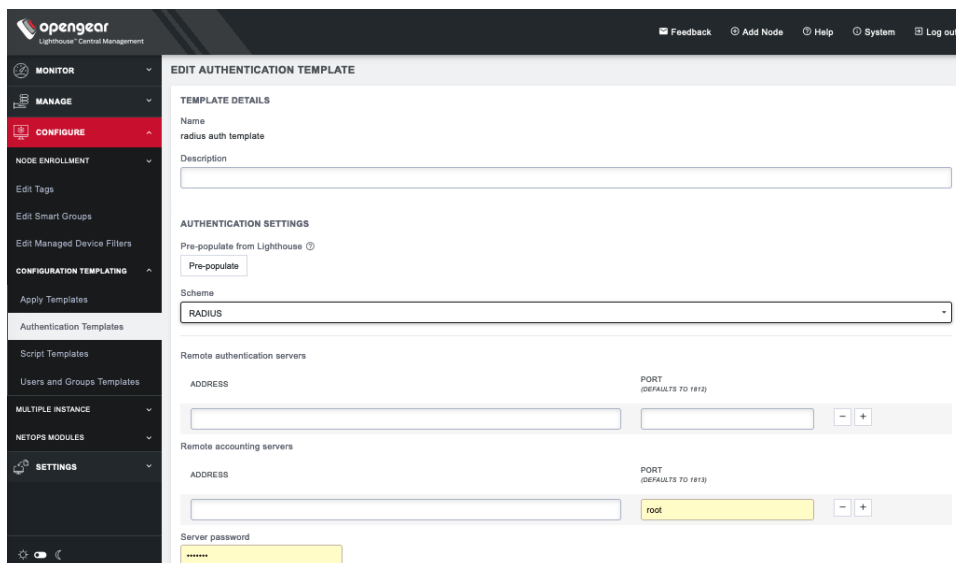 opengear
Lighthouse™ Central Management
Feedback
Add Node
Help
System
Log out
MONITOR
MANAGE
CONFIGURE
NODE ENROLLMENT
Edit Tags
Edit Smart Groups
Edit Managed Device Filters
CONFIGURATION TEMPLATING
Apply Templates
Authentication Templates
Script Templates
Users and Groups Templates
MULTIPLE INSTANCE
NETOPS MODULES
SETTINGS
EDIT AUTHENTICATION TEMPLATE
TEMPLATE DETAILS
Name
radius auth template
Description
AUTHENTICATION SETTINGS
Pre-populate from Lighthouse
Pre-populate
Scheme
RADIUS
Remote authentication servers
ADDRESS
PORT
(DEFAULTS TO 1812)
Remote accounting servers
ADDRESS
PORT
(DEFAULTS TO 1813)
root
Server password
•••••••